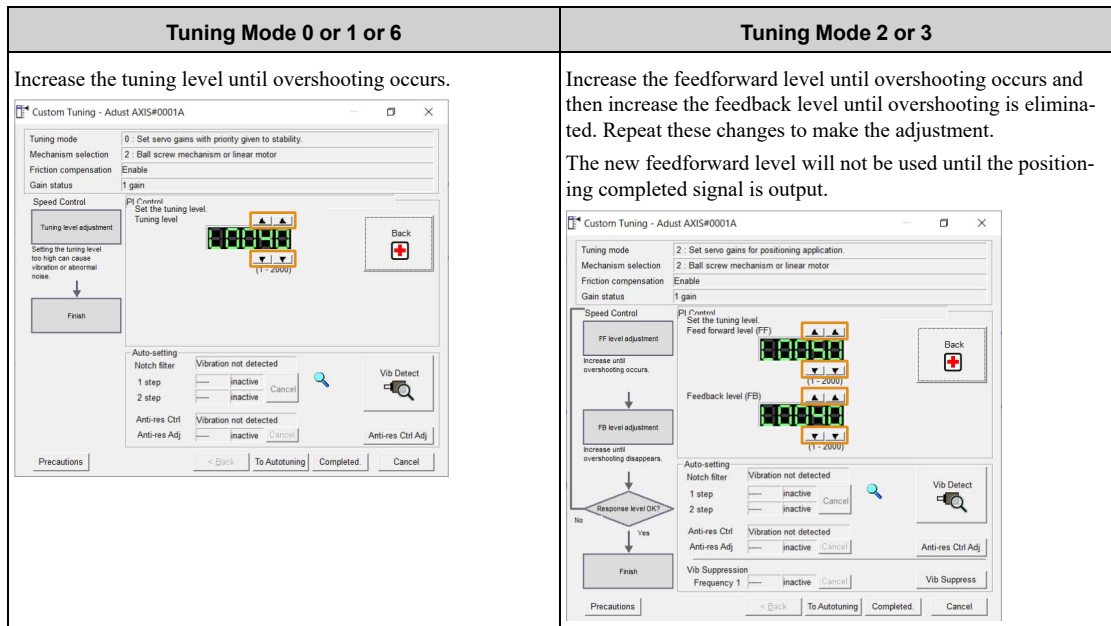 Tuning Mode 0 or 1 or 6
Increase the tuning level until overshooting occurs.
Custom Tuning - Adust AXIS#0001A
Tuning mode 0 : Set servo gains with priority given to stability.
Mechanism selection 2 : Ball screw mechanism or linear motor
Friction compensation Enable
Gain status 1 gain
Speed Control
Tuning level adjustment
Setting the tuning level
too high can cause
vibration or abnormal
noise.
Finish
PI Control
Set the tuning level.
Tuning level
00040
(1 - 2000)
Back
Auto-setting
Notch filter Vibration not detected
1 step ----- inactive
2 step ----- inactive
Cancel
Vib Detect
Anti-res Ctrl Vibration not detected
Anti-res Adj ----- inactive Cancel
Anti-res Ctrl Adj
Precautions < Back To Autotuning Completed. Cancel
Tuning Mode 2 or 3
Increase the feedforward level until overshooting occurs and
then increase the feedback level until overshooting is elimina-
ted. Repeat these changes to make the adjustment.
The new feedforward level will not be used until the position-
ing completed signal is output.
Custom Tuning - Adust AXIS#0001A
Tuning mode 2 : Set servo gains for positioning application.
Mechanism selection 2 : Ball screw mechanism or linear motor
Friction compensation Enable
Gain status 1 gain
Speed Control
FF level adjustment
Increase until
overshooting occurs.
FB level adjustment
Increase until
overshooting disappears.
Response level OK?
No
Yes
Finish
PI Control
Set the tuning level.
Feed forward level (FF)
00050
(1 - 2000)
Feedback level (FB)
00040
(1 - 2000)
Back
Auto-setting
Notch filter Vibration not detected
1 step ----- inactive
2 step ----- inactive
Cancel
Vib Detect
Anti-res Ctrl Vibration not detected
Anti-res Adj ----- inactive Cancel
Anti-res Ctrl Adj
Vib Suppression
Frequency 1 ----- inactive Cancel
Vib Suppress
Precautions < Back To Autotuning Completed. Cancel